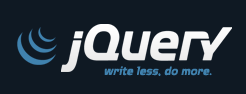 jQuery
write less, do more.